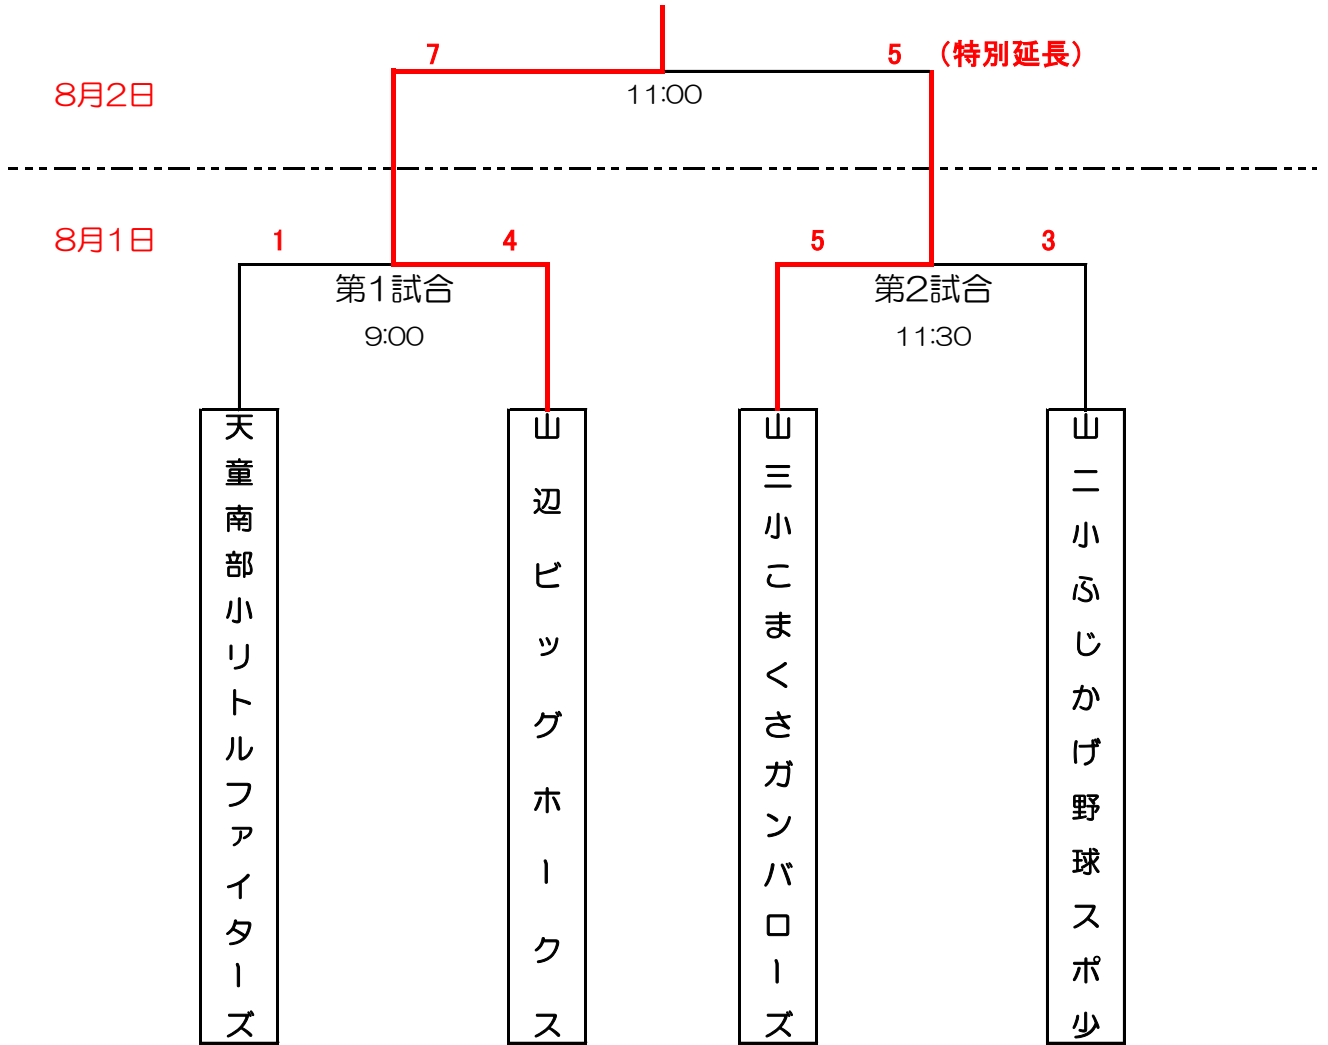 7
5 (特別延長)
8月2日
11:00
8月1日
1
4
5
3
第1試合
第2試合
9:00
11:30
天童南部小リトルファイターズ
山辺ビッグホークス
山三小こまくさガンバローズ
山二小ふじかげ野球スポ少